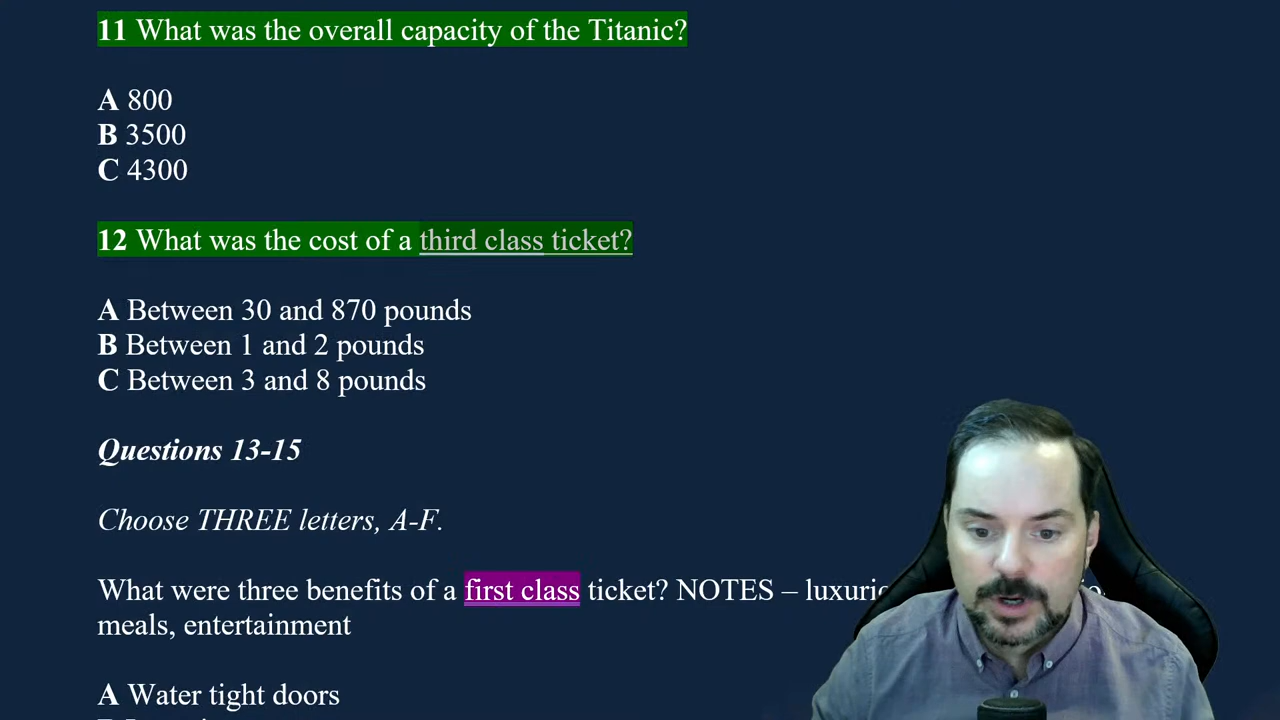 11 What was the overall capacity of the Titanic?
A 800
B 3500
C 4300
12 What was the cost of a third class ticket?
A Between 30 and 870 pounds
B Between 1 and 2 pounds
C Between 3 and 8 pounds
Questions 13-15
Choose THREE letters, A-F.
What were three benefits of a first class ticket? NOTES –
meals, entertainment
A Water tight doors